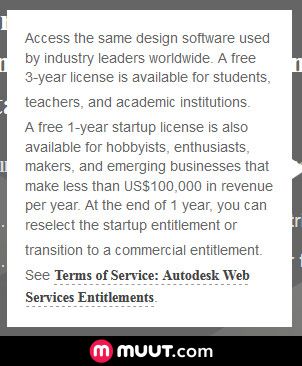 Access the same design software used
by industry leaders worldwide. A free
3-year license is available for students,
teachers, and academic institutions.
A free 1-year startup license is also
available for hobbyists, enthusiasts,
makers, and emerging businesses that
make less than US$100,000 in revenue
per year. At the end of 1 year, you can
reselect the startup entitlement or
transition to a commercial entitlement.
See Terms of Service: Autodesk Web
Services Entitlements.
muut.com